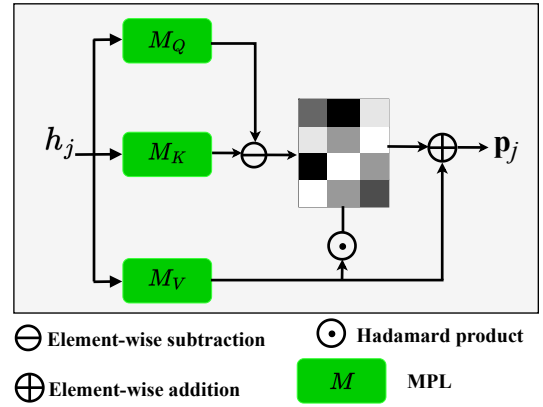 M_Q
h_j
M_K
p_j
M_V
Element-wise subtraction
Hadamard product
Element-wise addition
M
MPL